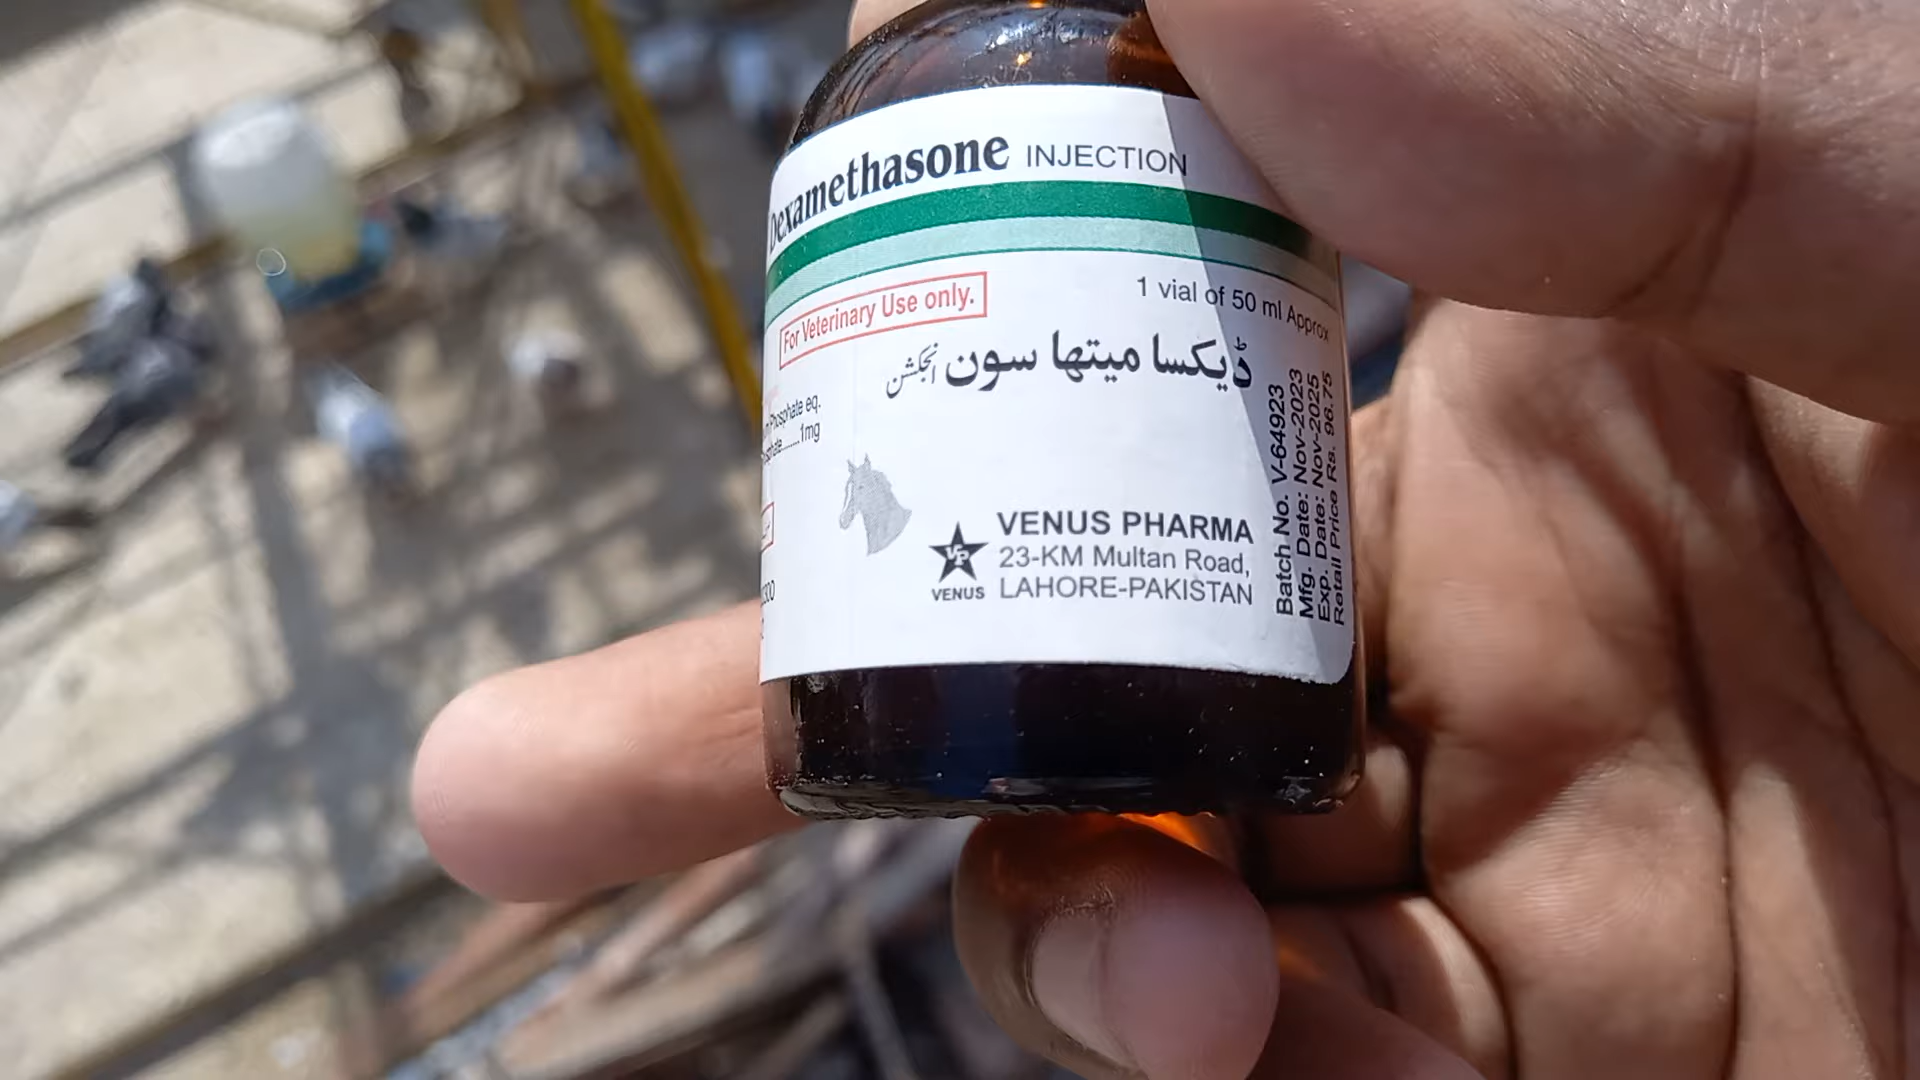 Dexamethasone INJECTION
For Veterinary Use only.
1 vial of 50 ml Approx
ڈیکسا میتھا سون انجکشن
Phosphate eq.
1mg
VENUS PHARMA
23-KM Multan Road,
LAHORE-PAKISTAN
VP
VENUS
Batch No. V-64923
Mfg. Date: Nov-2023
Exp. Date: Nov-2025
Retail Price Rs. 96.75